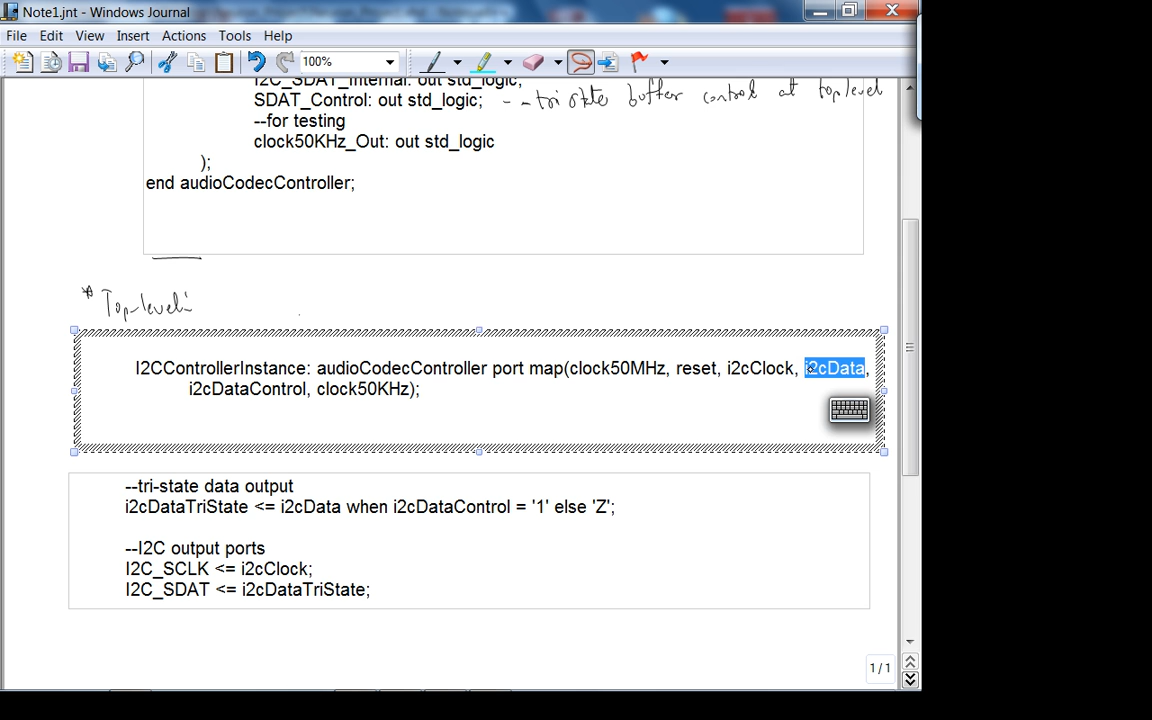 Note1.jnt - Windows Journal
File Edit View Insert Actions Tools Help
100%
I2C_SDAT_Internal: out std_logic;
SDAT_Control: out std_logic; -- tri state buffer control at top level
--for testing
clock50KHz_Out: out std_logic
);
end audioCodecController;
* Top-level:
I2CControllerInstance: audioCodecController port map(clock50MHz, reset, i2cClock, i2cData,
i2cDataControl, clock50KHz);
--tri-state data output
i2cDataTriState <= i2cData when i2cDataControl = '1' else 'Z';
--I2C output ports
I2C_SCLK <= i2cClock;
I2C_SDAT <= i2cDataTriState;
1 / 1